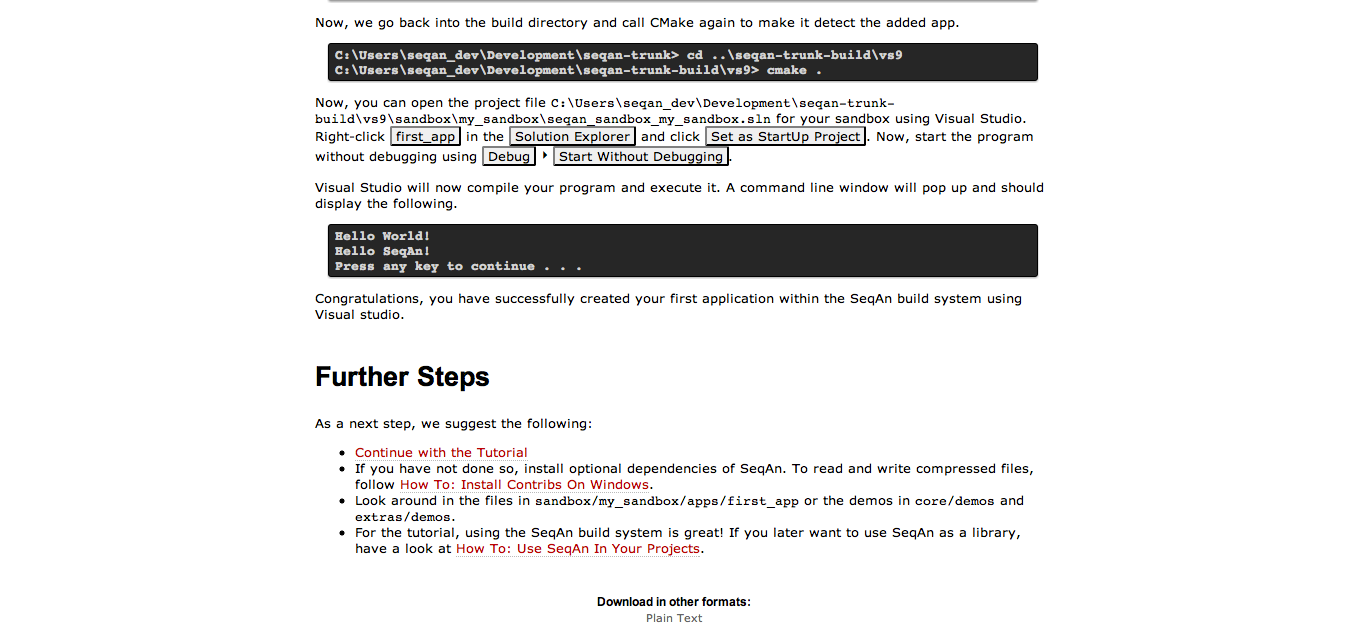 Now, we go back into the build directory and call CMake again to make it detect the added app.
C:\Users\seqan_dev\Development\seqan-trunk> cd ..\seqan-trunk-build\vs9
C:\Users\seqan_dev\Development\seqan-trunk-build\vs9> cmake .
Now, you can open the project file C:\Users\seqan_dev\Development\seqan-trunk-
build\vs9\sandbox\my_sandbox\seqan_sandbox_my_sandbox.sln for your sandbox using Visual Studio.
Right-click first_app in the Solution Explorer and click Set as StartUp Project. Now, start the program
without debugging using Debug ‣ Start Without Debugging.
Visual Studio will now compile your program and execute it. A command line window will pop up and should
display the following.
Hello World!
Hello SeqAn!
Press any key to continue . . .
Congratulations, you have successfully created your first application within the SeqAn build system using
Visual studio.
Further Steps
As a next step, we suggest the following:
• Continue with the Tutorial
• If you have not done so, install optional dependencies of SeqAn. To read and write compressed files,
follow How To: Install Contribs On Windows.
• Look around in the files in sandbox/my_sandbox/apps/first_app or the demos in core/demos and
extras/demos.
• For the tutorial, using the SeqAn build system is great! If you later want to use SeqAn as a library,
have a look at How To: Use SeqAn In Your Projects.
Download in other formats:
Plain Text